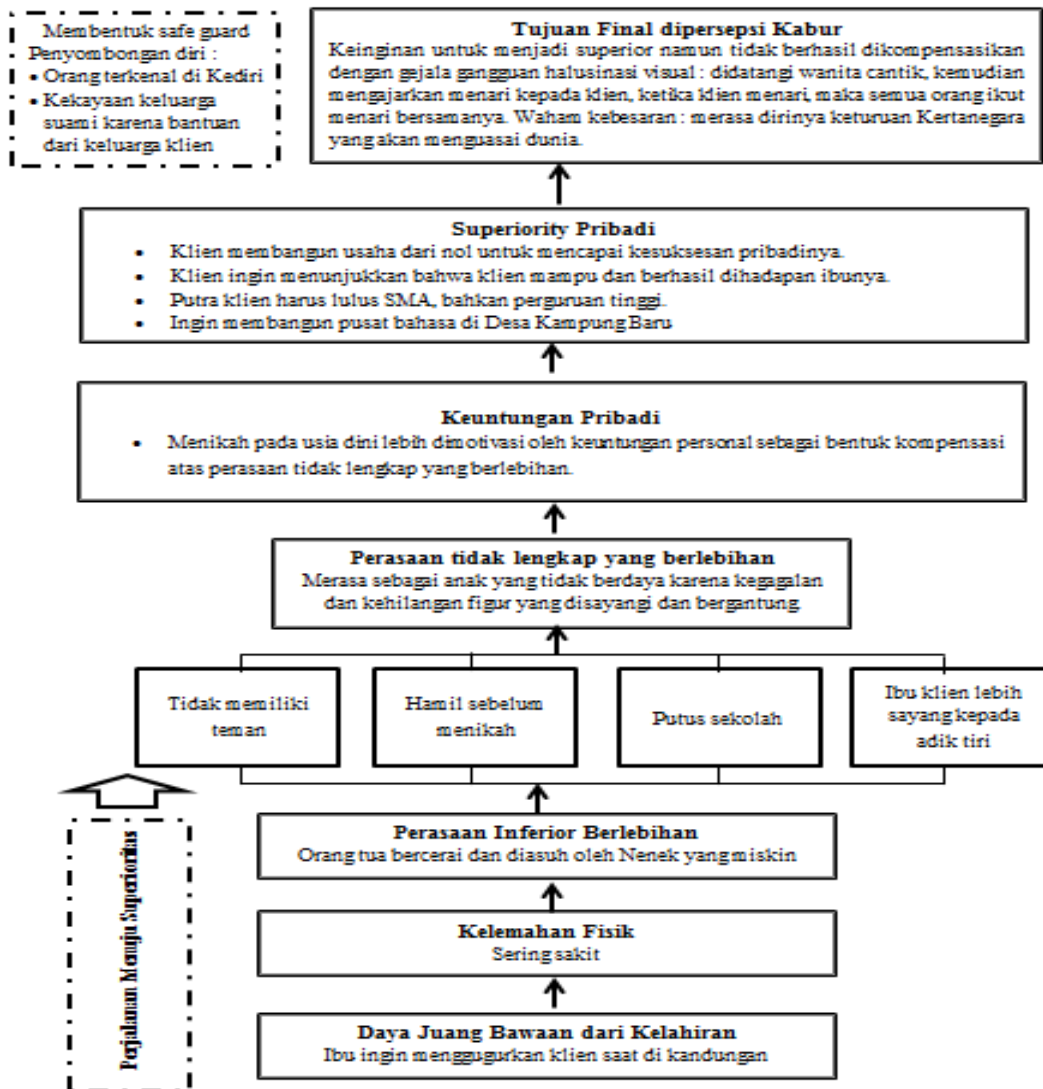 Membentuk safe guard
Penyombongan diri :
• Orang terkenal di Kediri
• Kekayaan keluarga
suami karena bantuan
dari keluarga klien
Tujuan Final dipersepsi Kabur
Keinginan untuk menjadi superior namun tidak berhasil dikompensasikan
dengan gejala gangguan halusinasi visual : didatangi wanita cantik, kemudian
mengajarkan menari kepada klien, ketika klien menari, maka semua orang ikut
menari bersamanya. Waham kebesaran : merasa dirinya keturuan Kertanegara
yang akan menguasai dunia.
Superiority Pribadi
• Klien membangun usaha dari nol untuk mencapai kesuksesan pribadinya.
• Klien ingin menunjukkan bahwa klien mampu dan berhasil dihadapan ibunya.
• Putra klien harus lulus SMA, bahkan perguruan tinggi.
• Ingin membangun pusat bahasa di Desa Kampung Baru
Keuntungan Pribadi
• Menikah pada usia dini lebih dimotivasi oleh keuntungan personal sebagai bentuk kompensasi
atas perasaan tidak lengkap yang berlebihan.
Perasaan tidak lengkap yang berlebihan
Merasa sebagai anak yang tidak berdaya karena kegagalan
dan kehilangan figur yang disayangi dan bergantung.
Tidak memiliki
teman
Hamil sebelum
menikah
Putus sekolah
Ibu klien lebih
sayang kepada
adik tiri
Perasaan Inferior Berlebihan
Orang tua bercerai dan diasuh oleh Nenek yang miskin
Kelemahan Fisik
Sering sakit
Daya Juang Bawaan dari Kelahiran
Ibu ingin menggugurkan klien saat di kandungan
Perjalanan Menuju Superioritas